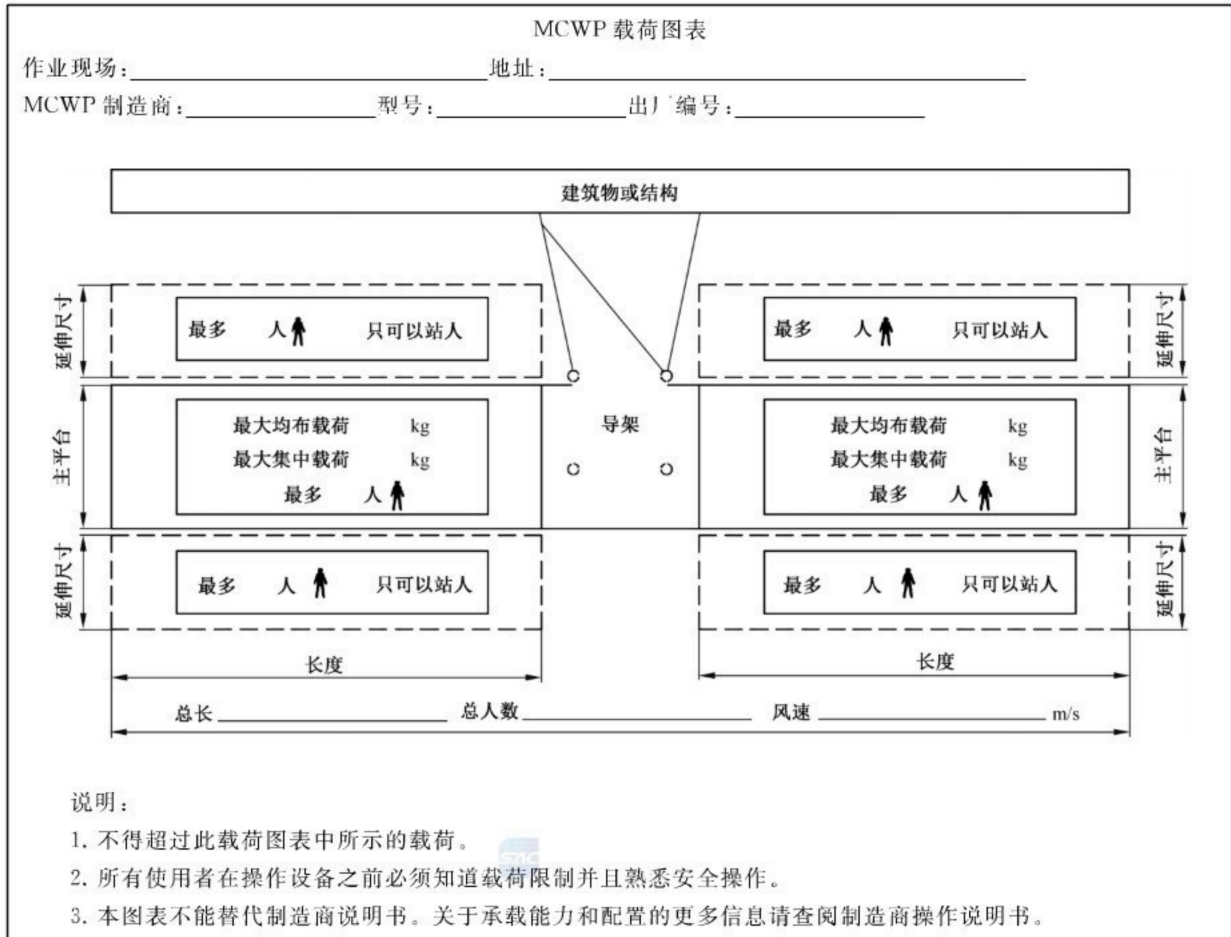 MCWP 载荷图表
作业现场: 地址:
MCWP 制造商: 型号: 出厂编号:
建筑物或结构
延伸尺寸
最多 人 只可以站人
最多 人 只可以站人
延伸尺寸
主平台
最大均布载荷 kg
最大集中载荷 kg
最多 人
导架
最大均布载荷 kg
最大集中载荷 kg
最多 人
主平台
延伸尺寸
最多 人 只可以站人
最多 人 只可以站人
延伸尺寸
长度
长度
总长 总人数 风速 m/s
说明:
1. 不得超过此载荷图表中所示的载荷。
2. 所有使用者在操作设备之前必须知道载荷限制并且熟悉安全操作。
3. 本图表不能替代制造商说明书。关于承载能力和配置的更多信息请查阅制造商操作说明书。
SAC